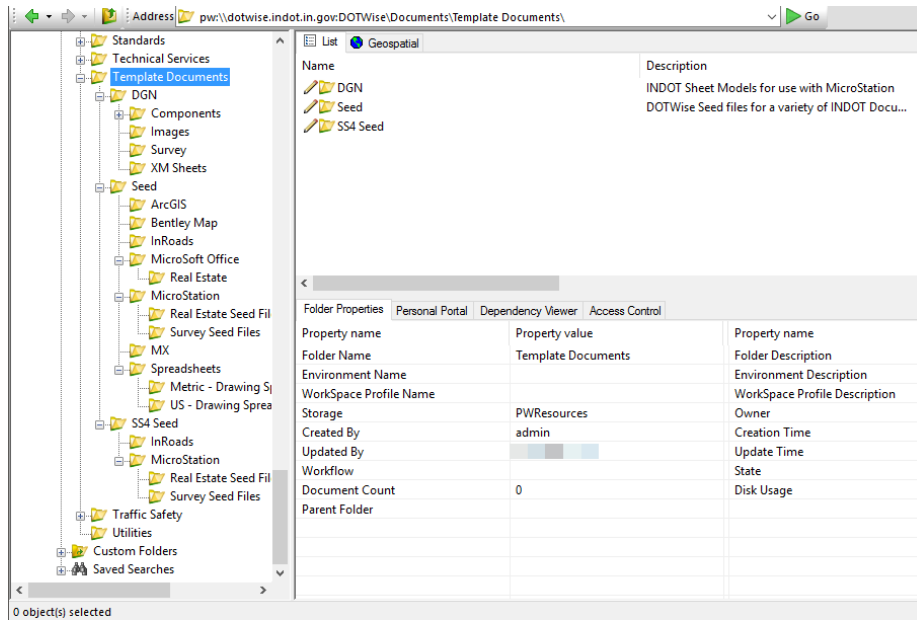 Address pw:\\dotwise.indot.in.gov:DOTWise\Documents\Template Documents\ Go
Standards
Technical Services
Template Documents
DGN
Components
Images
Survey
XM Sheets
Seed
ArcGIS
Bentley Map
InRoads
MicroSoft Office
Real Estate
MicroStation
Real Estate Seed Fil
Survey Seed Files
MX
Spreadsheets
Metric - Drawing Sp
US - Drawing Sprea
SS4 Seed
InRoads
MicroStation
Real Estate Seed Fil
Survey Seed Files
Traffic Safety
Utilities
Custom Folders
Saved Searches
List Geospatial
Name Description
DGN INDOT Sheet Models for use with MicroStation
Seed DOTWise Seed files for a variety of INDOT Docu...
SS4 Seed
Folder Properties Personal Portal Dependency Viewer Access Control
Property name Property value Property name
Folder Name Template Documents Folder Description
Environment Name Environment Description
WorkSpace Profile Name WorkSpace Profile Description
Storage PWResources Owner
Created By admin Creation Time
Updated By Update Time
Workflow State
Document Count 0 Disk Usage
Parent Folder
0 object(s) selected